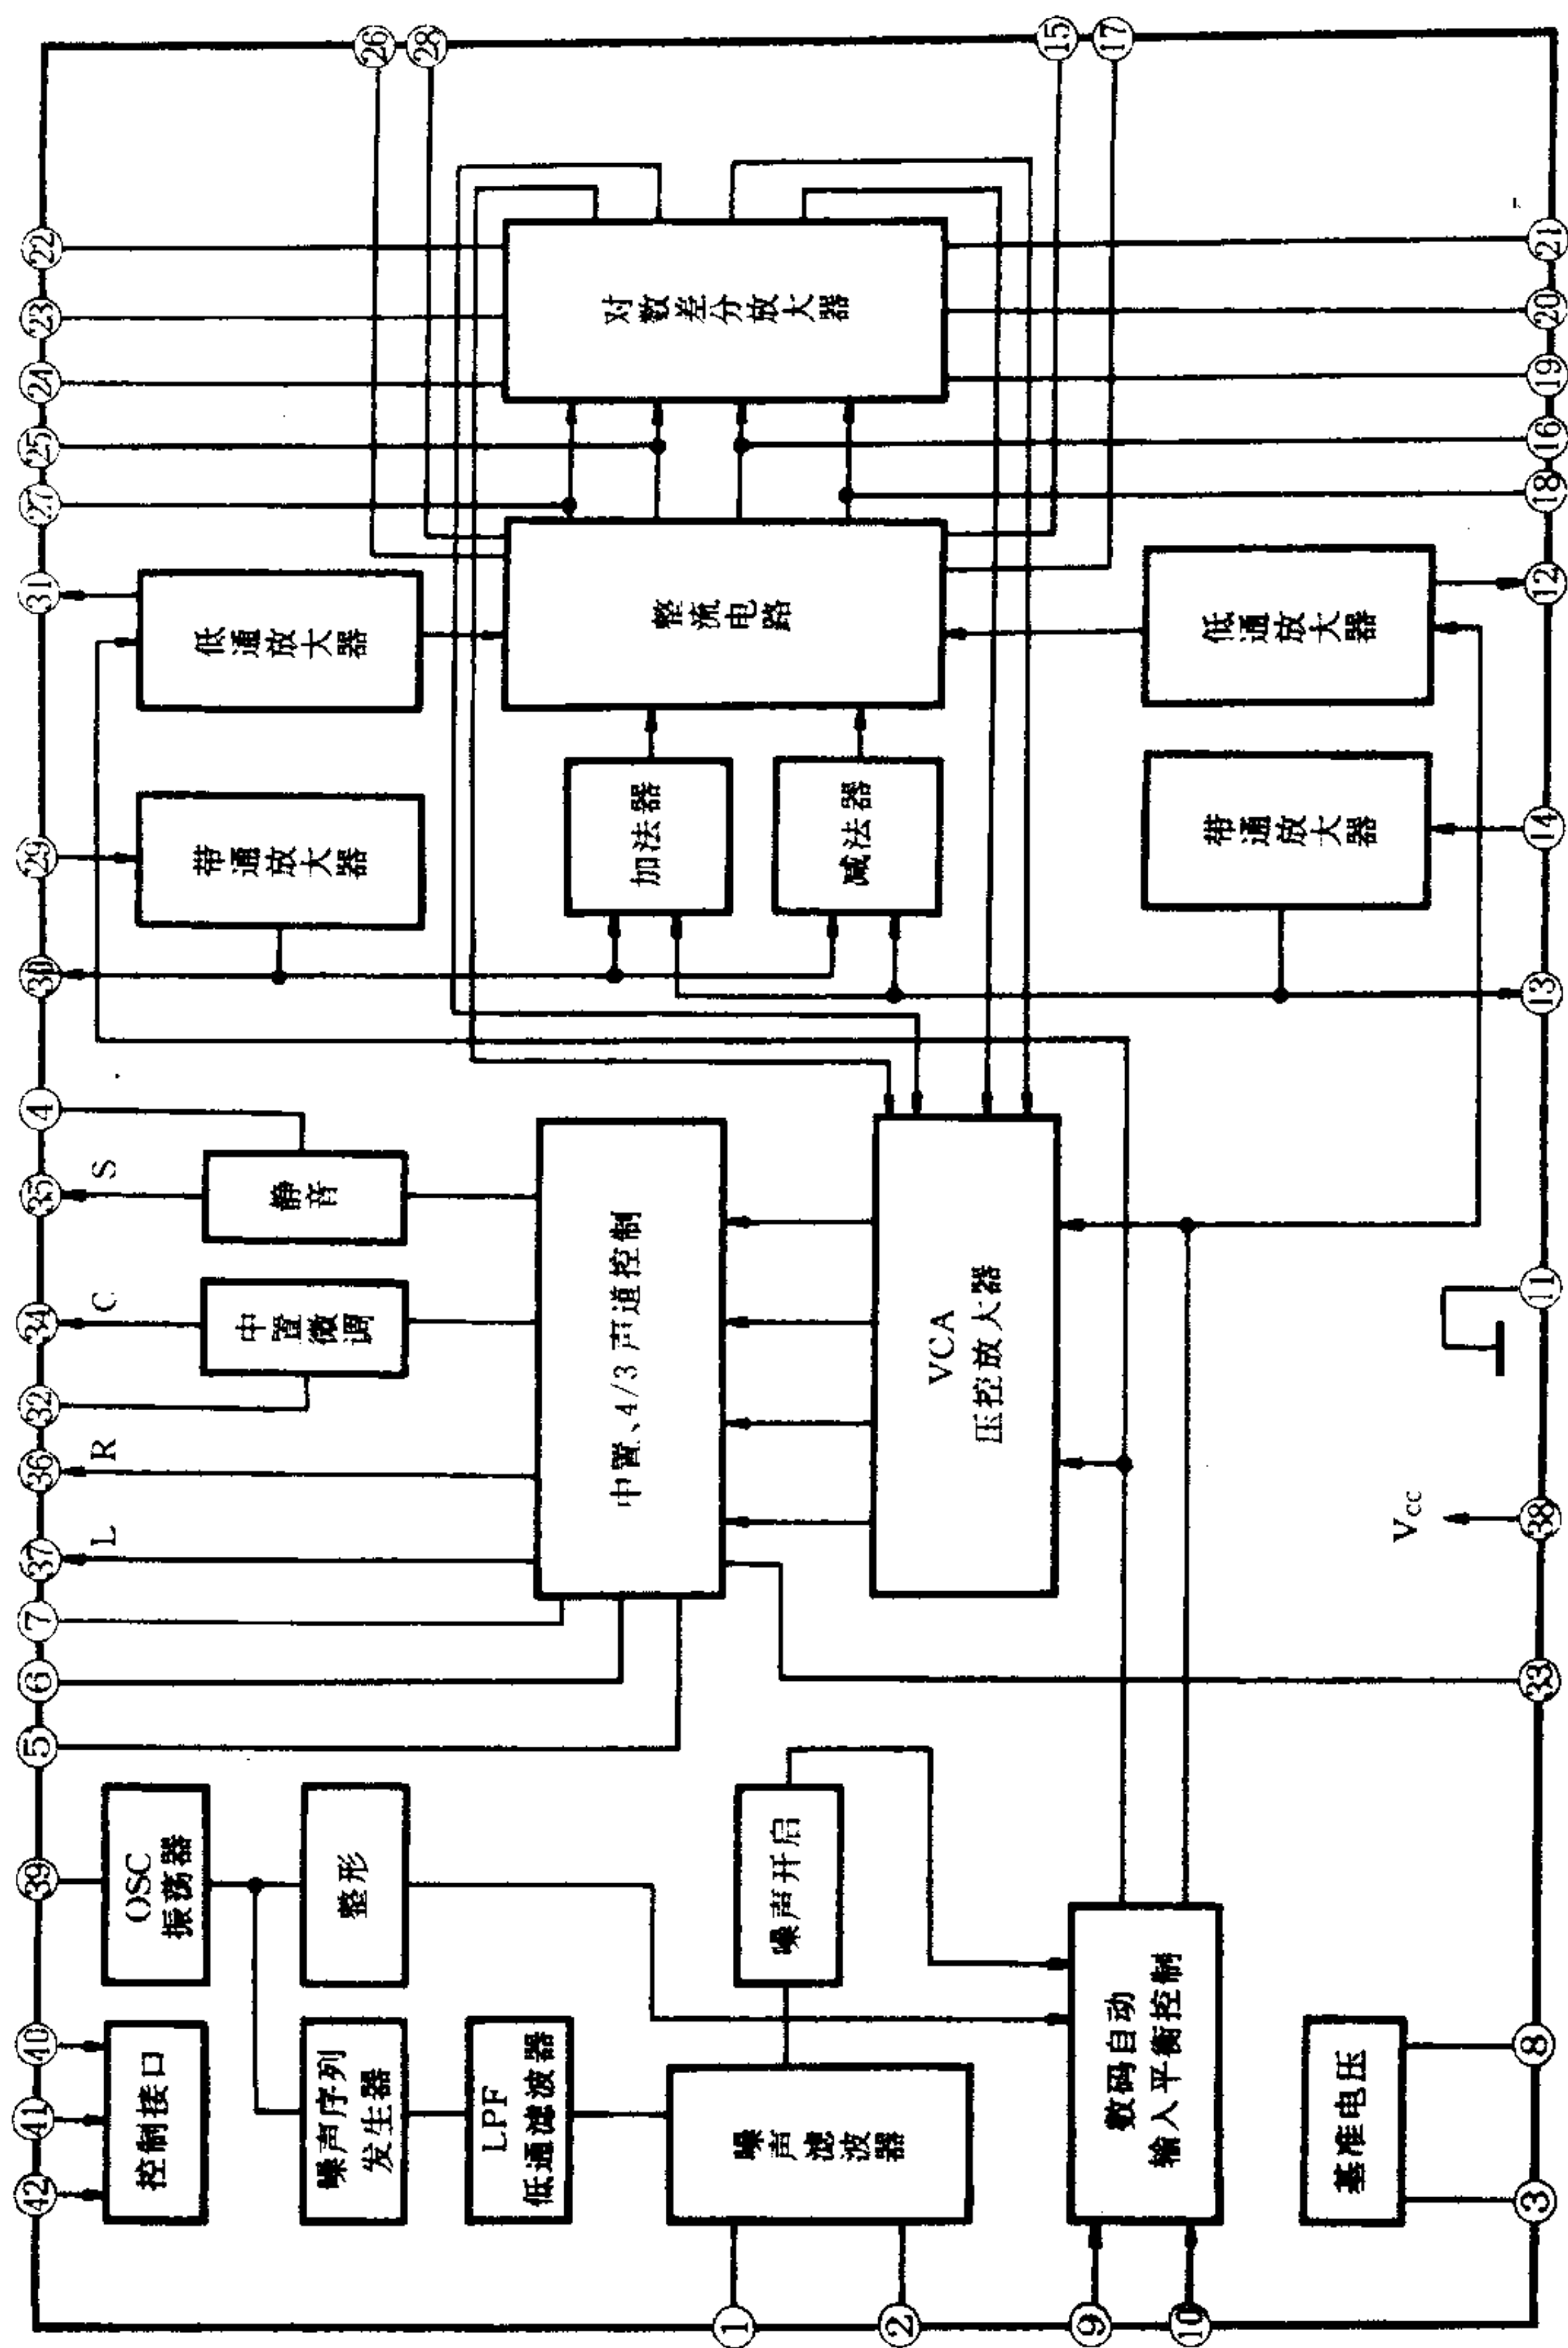 ㊷ ㊶ ㊵ ㊴ ⑤ ⑥ ⑦ ㊲ ㊱ ㉜ ㉞ ㉟ ④ ㉚ ㉙ ㉛ ㉗ ㉕ ㉔ ㉓ ㉒
L
R
C
S
控制接口
OSC
振荡器
中置
微调
静音
带通
放大器
低通
放大器
㉖
㉘
噪声序列
发生器
整形
LPF
低通滤波器
中置、4/3声道控制
加法器
整流
电路
对数
差分
放大器
①
②
噪声
滤波器
噪声开启
VCA
压控放大器
减法器
⑨
⑩
数码自动
输入平衡控制
⑮
⑰
基准电压
Vcc
带通
放大器
低通
放大器
③ ⑧ ㉝ ㊳ ⑪ ⑬ ⑭ ⑫ ⑱ ⑯ ⑲ ⑳ ㉑